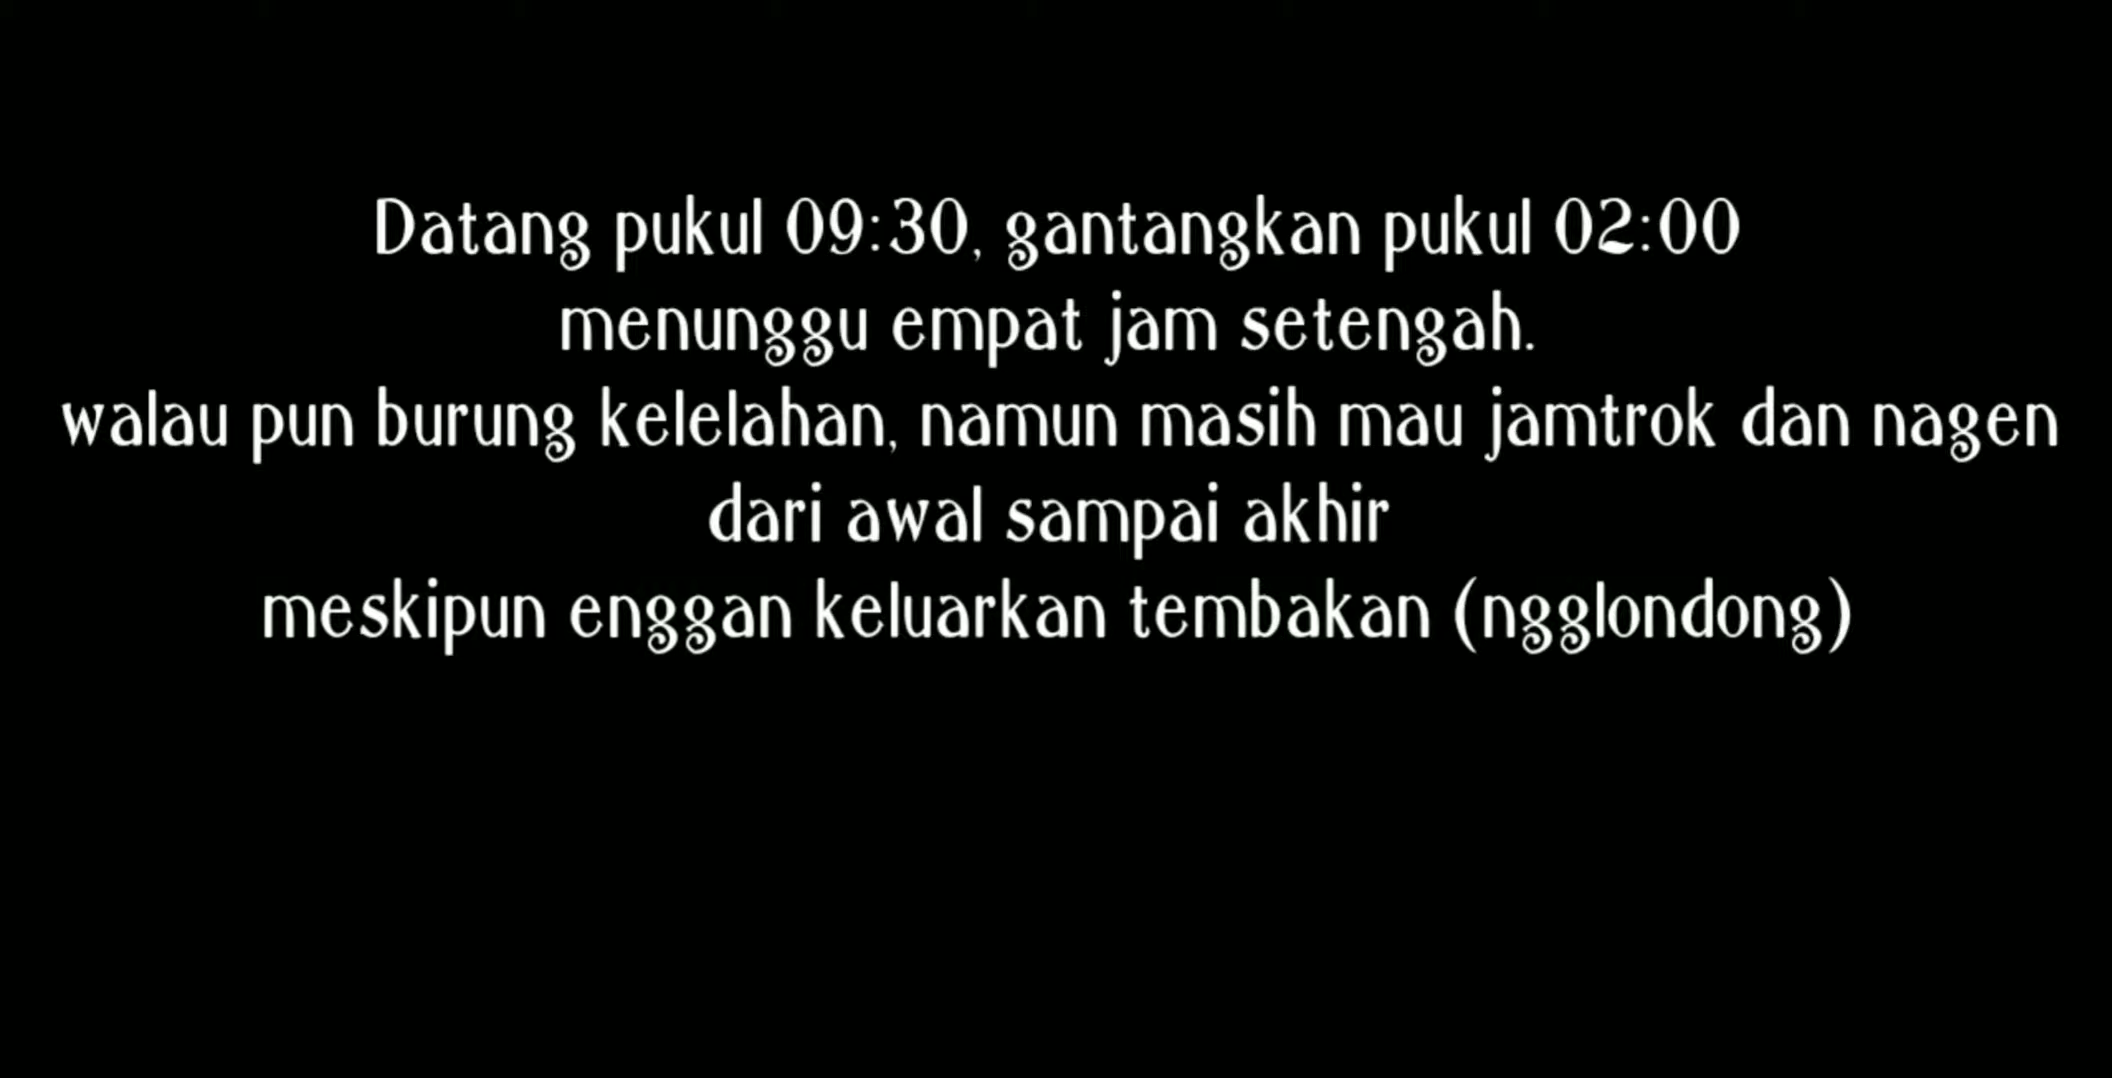 Datang pukul 09:30, gantangkan pukul 02:00
menunggu empat jam setengah.
walau pun burung kelelahan, namun masih mau jamtrok dan nagen
dari awal sampai akhir
meskipun enggan keluarkan tembakan (ngglondong)